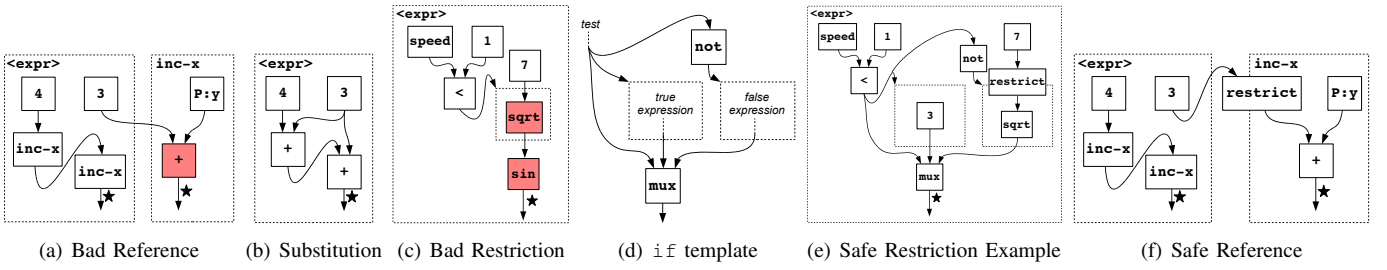 <expr>
4
3
inc-x
inc-x
inc-x
P:y
+
(a) Bad Reference
<expr>
4
3
+
+
(b) Substitution
<expr>
speed
1
<
7
sqrt
sin
(c) Bad Restriction
test
not
true
expression
false
expression
mux
(d) if template
<expr>
speed
1
<
not
7
restrict
3
sqrt
mux
(e) Safe Restriction Example
<expr>
4
3
inc-x
inc-x
inc-x
restrict
P:y
+
(f) Safe Reference